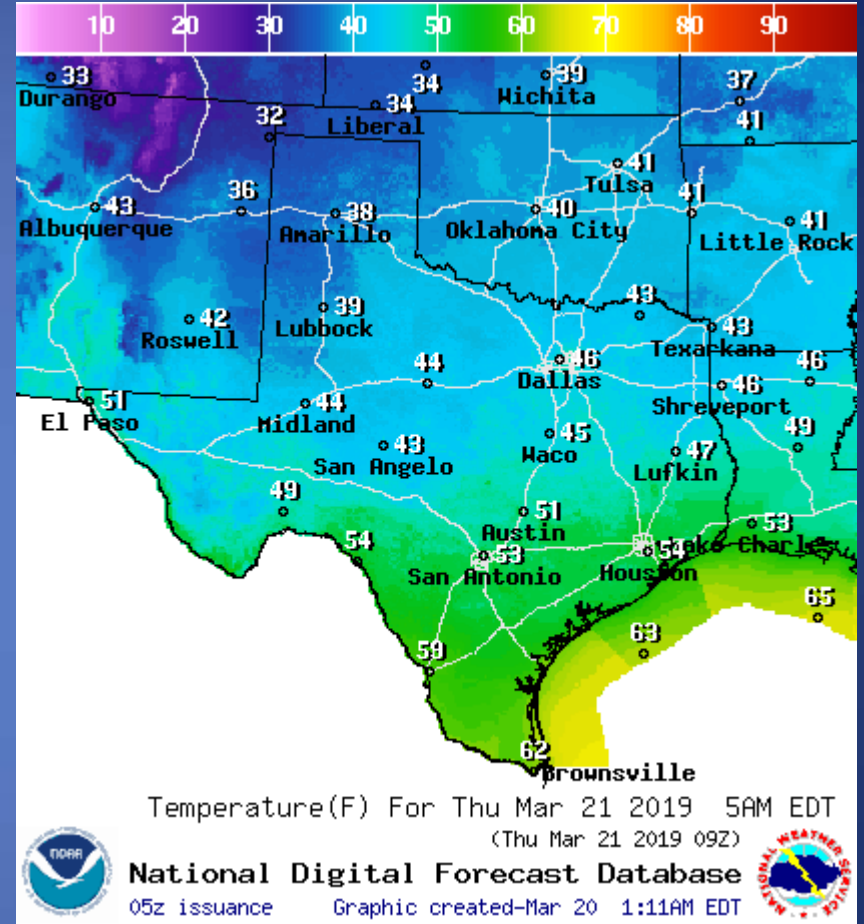 10 20 30 40 50 60 70 80 90
33
Durango
34
39
Wichita
37
34
Liberal
32
41
41
Tulsa
43
Albuquerque
36
38
Amarillo
40
Oklahoma City
41
41
Little Rock
42
Roswell
39
Lubbock
43
43
Texarkana
46
Dallas
44
46
Shreveport
46
51
El Paso
44
Midland
43
San Angelo
45
Waco
47
Lufkin
49
49
51
Austin
53
54
53
San Antonio
54
Houston
Lake Charles
65
63
59
62
Brownsville
Temperature(F) For Thu Mar 21 2019 5AM EDT
(Thu Mar 21 2019 09Z)
NOAA
National Digital Forecast Database
05z issuance Graphic created-Mar 20 1:11AM EDT
NATIONAL WEATHER SERVICE